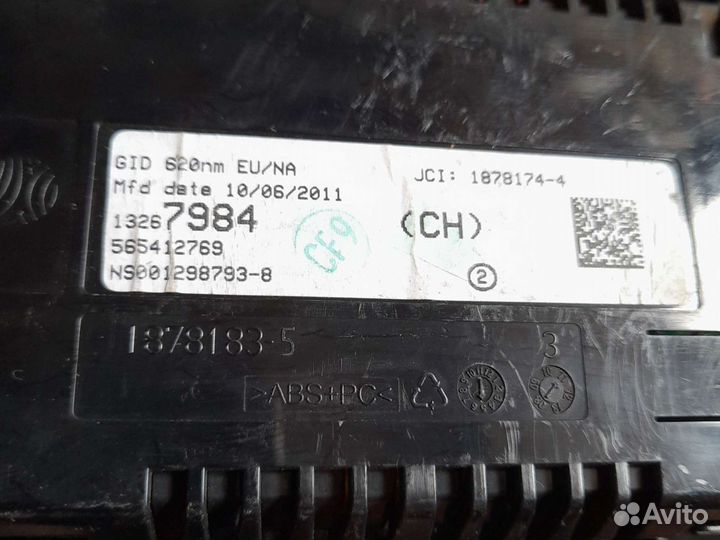 GID 620nm EU/NA
JCI: 1878174-4
Mfd date 10/06/2011
13267984
(CH)
CF9
565412769
NS001298793-8
2
1878183-5
3
>ABS+PC<
Avito